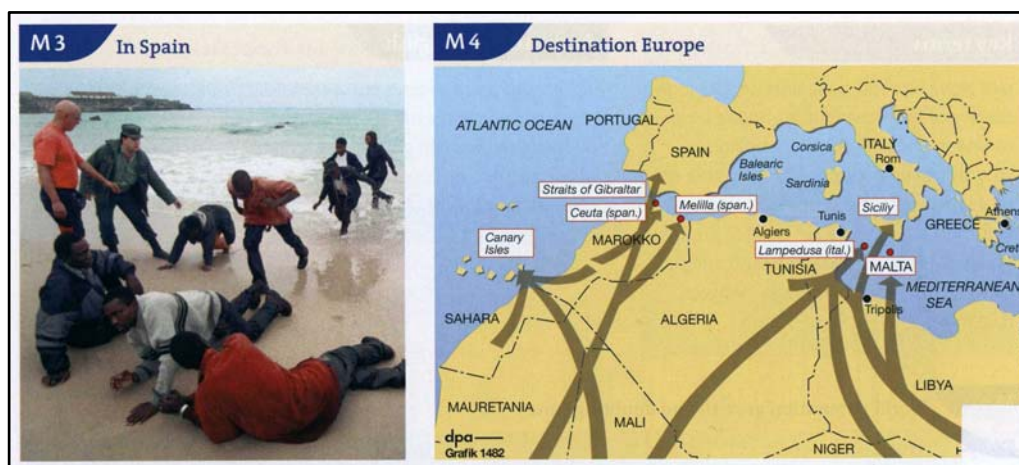 M 3
In Spain
M 4
Destination Europe
ATLANTIC OCEAN
PORTUGAL
SPAIN
Corsica
ITALY
Rom
Balearic
Isles
Sardinia
Straits of Gibraltar
Ceuta (span.)
Melilla (span.)
Siciliy
GREECE
Athens
Cret
Canary
Isles
MAROKKO
Algiers
Tunis
Lampedusa (ital.)
TUNISIA
MALTA
MEDITERRANEAN
SEA
Tripolis
SAHARA
ALGERIA
LIBYA
MAURETANIA
MALI
NIGER
dpa
Grafik 1482